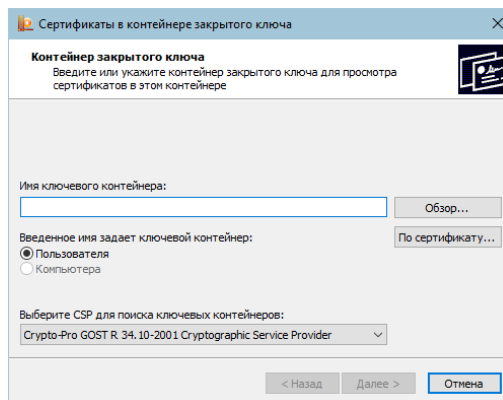 Сертификаты в контейнере закрытого ключа
Контейнер закрытого ключа
Введите или укажите контейнер закрытого ключа для просмотра
сертификатов в этом контейнере
Имя ключевого контейнера:
Обзор...
Введенное имя задает ключевой контейнер:
По сертификату...
Пользователя
Компьютера
Выберите CSP для поиска ключевых контейнеров:
Crypto-Pro GOST R 34.10-2001 Cryptographic Service Provider
< Назад Далее > Отмена